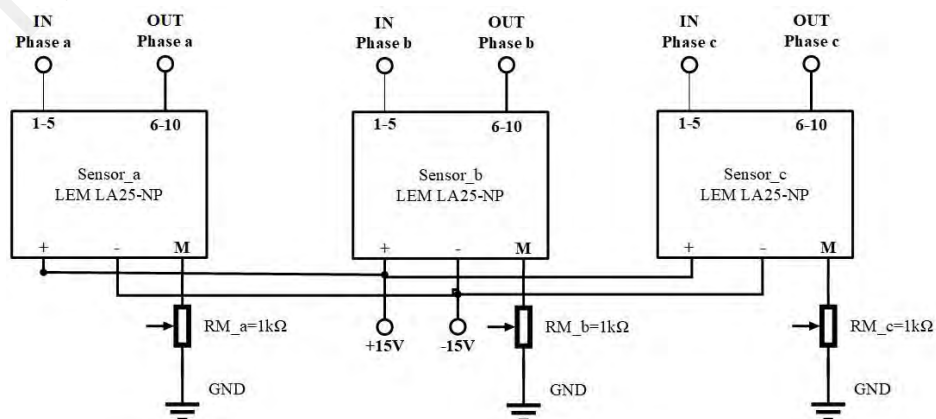 IN
Phase a
OUT
Phase a
IN
Phase b
OUT
Phase b
IN
Phase c
OUT
Phase c
1-5
6-10
1-5
6-10
1-5
6-10
Sensor_a
LEM LA25-NP
Sensor_b
LEM LA25-NP
Sensor_c
LEM LA25-NP
+
-
M
+
-
M
+
-
M
RM_a=1kΩ
+15V
-15V
RM_b=1kΩ
RM_c=1kΩ
GND
GND
GND